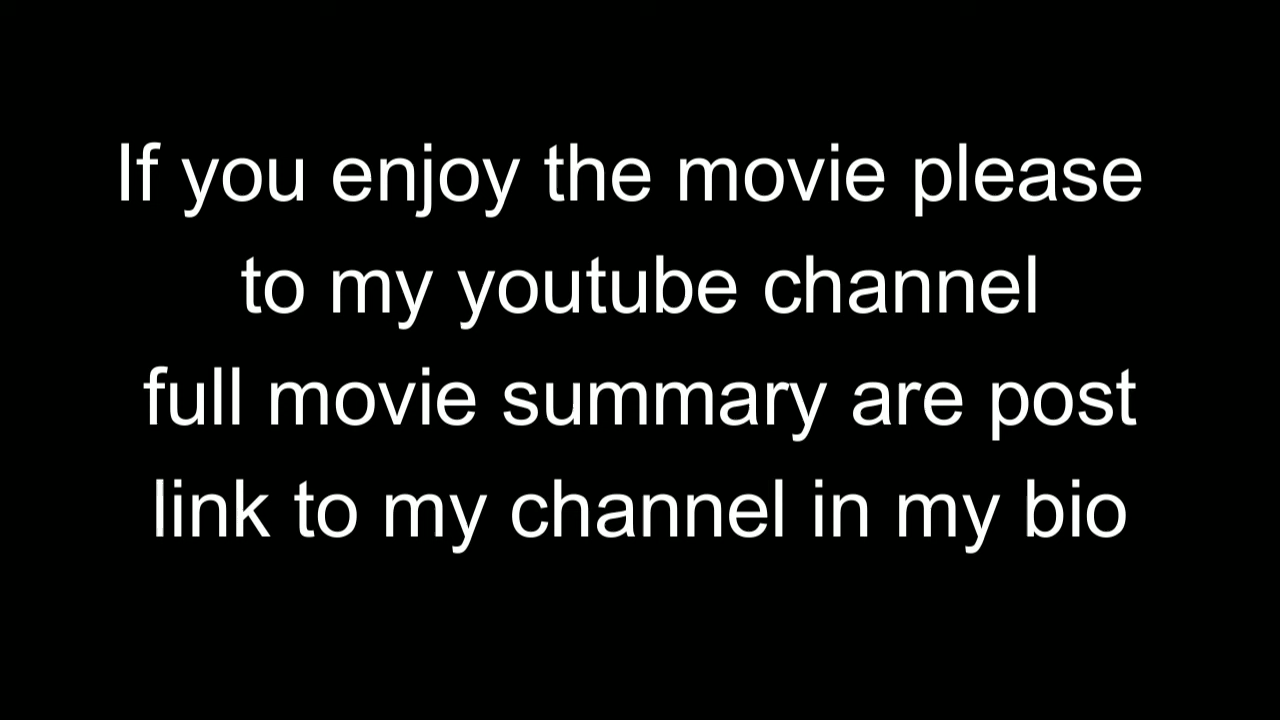 If you enjoy the movie please
to my youtube channel
full movie summary are post
link to my channel in my bio